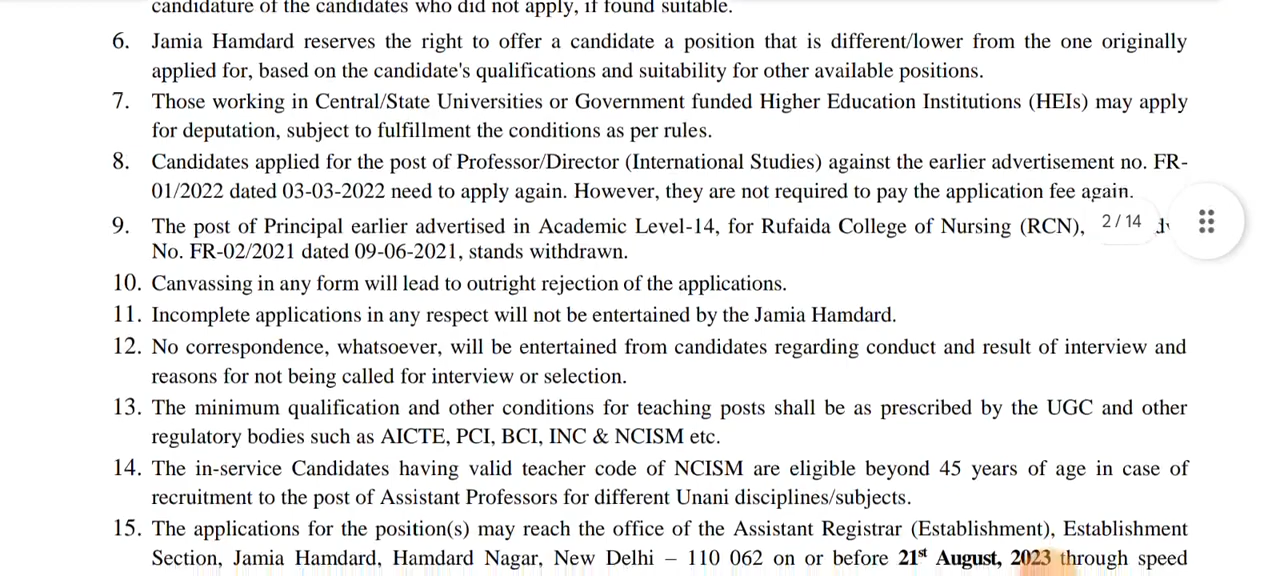 candidature of the candidates who did not apply, if found suitable.
6. Jamia Hamdard reserves the right to offer a candidate a position that is different/lower from the one originally
applied for, based on the candidate's qualifications and suitability for other available positions.
7. Those working in Central/State Universities or Government funded Higher Education Institutions (HEIs) may apply
for deputation, subject to fulfillment the conditions as per rules.
8. Candidates applied for the post of Professor/Director (International Studies) against the earlier advertisement no. FR-
01/2022 dated 03-03-2022 need to apply again. However, they are not required to pay the application fee again.
9. The post of Principal earlier advertised in Academic Level-14, for Rufaida College of Nursing (RCN),
2 / 14
No. FR-02/2021 dated 09-06-2021, stands withdrawn.
10. Canvassing in any form will lead to outright rejection of the applications.
11. Incomplete applications in any respect will not be entertained by the Jamia Hamdard.
12. No correspondence, whatsoever, will be entertained from candidates regarding conduct and result of interview and
reasons for not being called for interview or selection.
13. The minimum qualification and other conditions for teaching posts shall be as prescribed by the UGC and other
regulatory bodies such as AICTE, PCI, BCI, INC & NCISM etc.
14. The in-service Candidates having valid teacher code of NCISM are eligible beyond 45 years of age in case of
recruitment to the post of Assistant Professors for different Unani disciplines/subjects.
15. The applications for the position(s) may reach the office of the Assistant Registrar (Establishment), Establishment
Section, Jamia Hamdard, Hamdard Nagar, New Delhi – 110 062 on or before 21st August, 2023 through speed